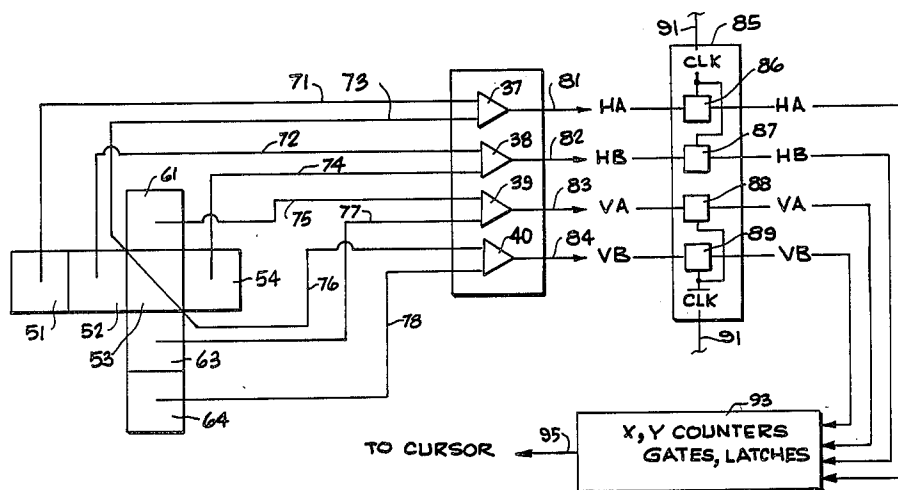 91
85
CLK
71
73
37
81
HA
86
HA
72
38
82
HB
87
HB
61
74
75
77
39
83
VA
88
VA
40
84
VB
89
VB
54
76
CLK
51
52
53
78
63
91
64
93
X, Y COUNTERS
GATES, LATCHES
TO CURSOR
95